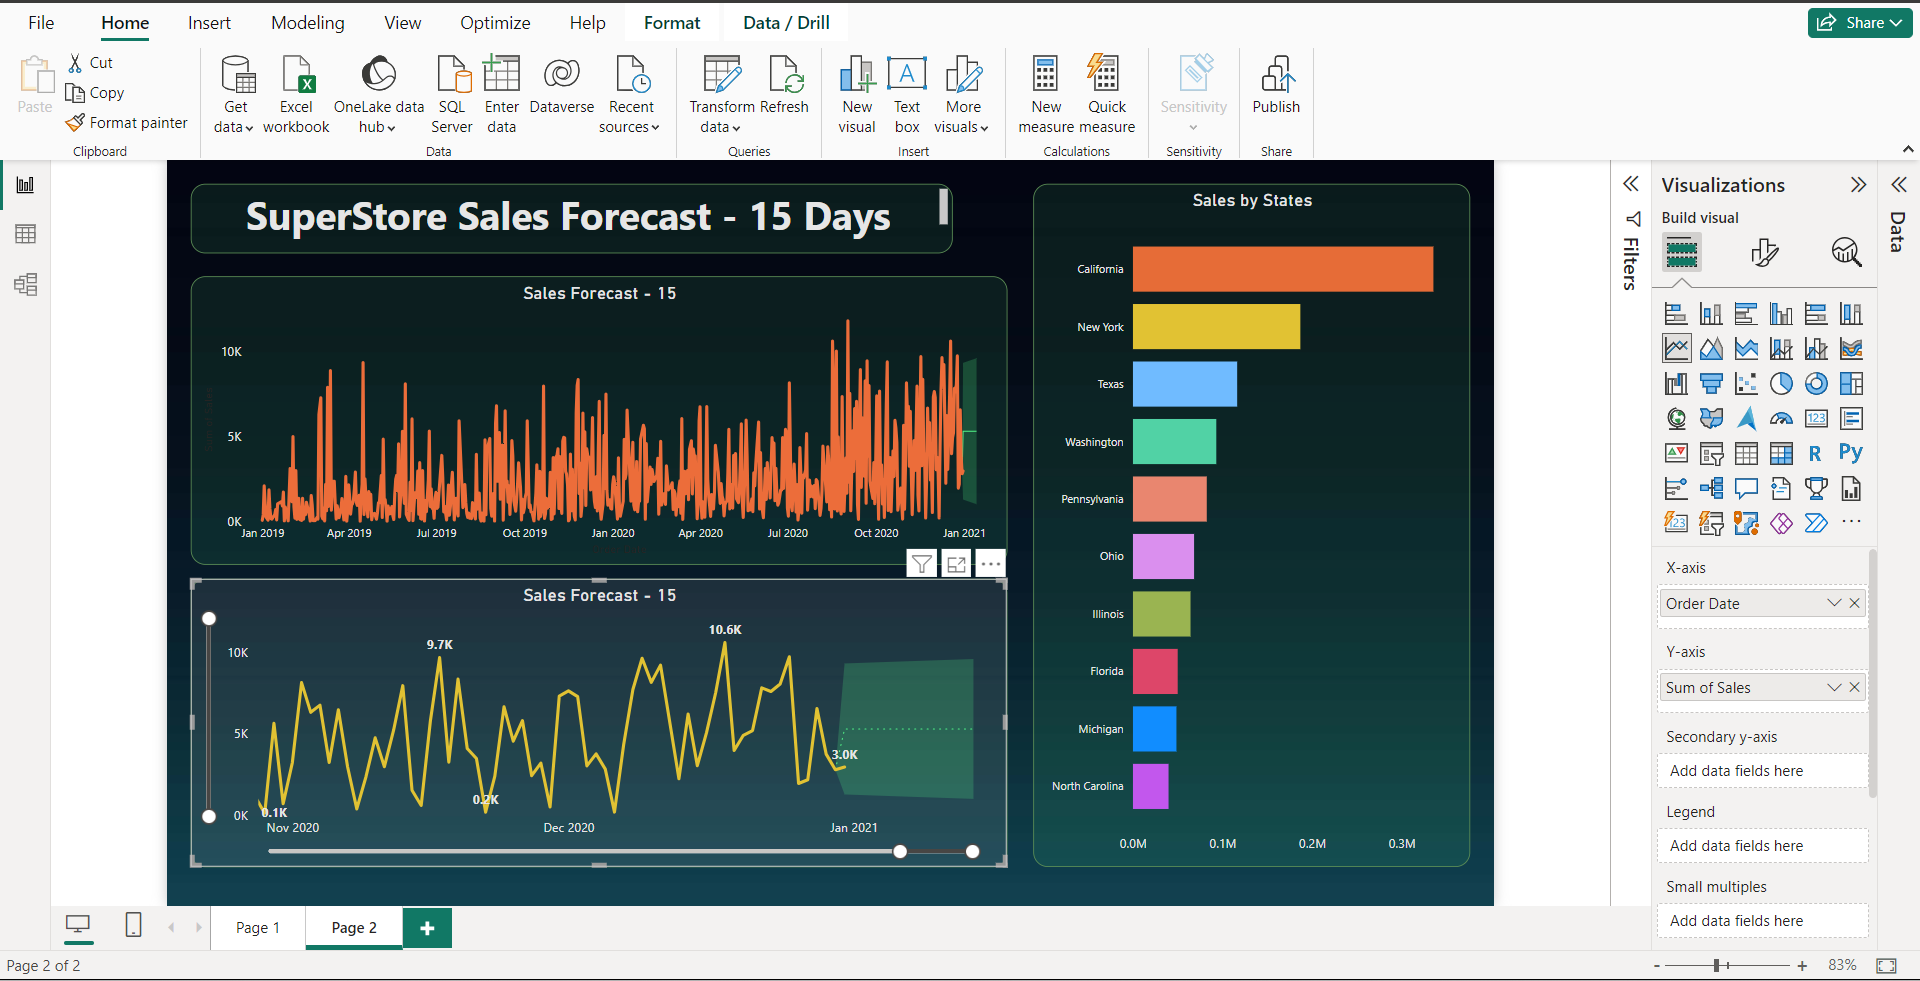 File Home Insert Modeling View Optimize Help Format Data / Drill Share
Paste
Cut
Copy
Format painter
Clipboard
Get data
Excel workbook
OneLake data hub
SQL Server
Enter data
Dataverse
Recent sources
Data
Transform data
Refresh
Queries
New visual
Text box
More visuals
Insert
New measure
Quick measure
Calculations
Sensitivity
Sensitivity
Publish
Share
SuperStore Sales Forecast - 15 Days
Sales Forecast - 15
10K
5K
0K
Jan 2019 Apr 2019 Jul 2019 Oct 2019 Jan 2020 Apr 2020 Jul 2020 Oct 2020 Jan 2021
Sales Forecast - 15
10.6K
9.7K
10K
5K
3.0K
0.2K
0K
0.1K
Nov 2020 Dec 2020 Jan 2021
Sales by States
California
New York
Texas
Washington
Pennsylvania
Ohio
Illinois
Florida
Michigan
North Carolina
0.0M 0.1M 0.2M 0.3M
Filters
Visualizations
Build visual
123
R
Py
123
X-axis
Order Date
Y-axis
Sum of Sales
Secondary y-axis
Add data fields here
Legend
Add data fields here
Small multiples
Add data fields here
Data
Page 1
Page 2
Page 2 of 2
- + 83%